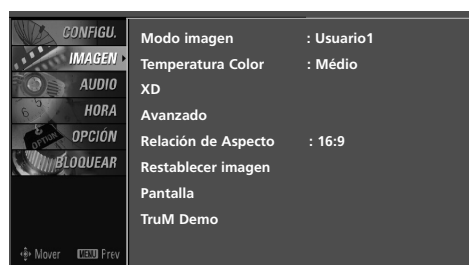 CONFIGU.
IMAGEN
AUDIO
HORA
OPCIÓN
BLOQUEAR
Mover MENU Frev
Modo imagen : Usuario1
Temperatura Color : Médio
XD
Avanzado
Relación de Aspecto : 16:9
Restablecer imagen
Pantalla
TruM Demo